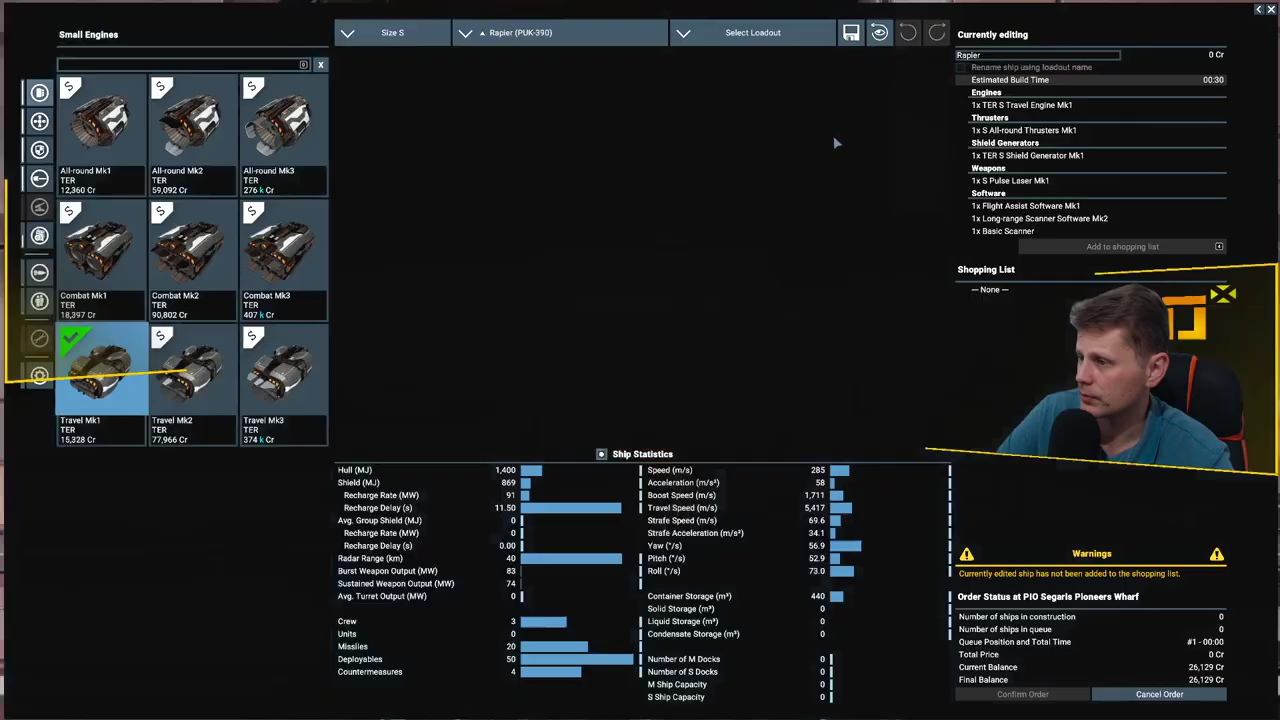 Small Engines
Size S
Rapier (PUK-390)
Select Loadout
X
All-round Mk1
TER
12,360 Cr
All-round Mk2
TER
59,092 Cr
All-round Mk3
TER
276 k Cr
Combat Mk1
TER
18,397 Cr
Combat Mk2
TER
90,802 Cr
Combat Mk3
TER
407 k Cr
Travel Mk1
TER
15,328 Cr
Travel Mk2
TER
77,966 Cr
Travel Mk3
TER
374 k Cr
Ship Statistics
Hull (MJ) 1,400
Shield (MJ) 869
Recharge Rate (MW) 91
Recharge Delay (s) 11.50
Avg. Group Shield (MJ) 0
Recharge Rate (MW) 0
Recharge Delay (s) 0.00
Radar Range (km) 40
Burst Weapon Output (MW) 83
Sustained Weapon Output (MW) 74
Avg. Turret Output (MW) 0
Crew 3
Units 0
Missiles 20
Deployables 50
Countermeasures 4
Speed (m/s) 285
Acceleration (m/s²) 58
Boost Speed (m/s) 1,711
Travel Speed (m/s) 5,417
Strafe Speed (m/s) 69.6
Strafe Acceleration (m/s²) 34.1
Yaw (°/s) 56.9
Pitch (°/s) 52.9
Roll (°/s) 73.0
Container Storage (m³) 440
Solid Storage (m³) 0
Liquid Storage (m³) 0
Condensate Storage (m³) 0
Number of M Docks 0
Number of S Docks 0
M Ship Capacity 0
S Ship Capacity 0
Currently editing
Rapier 0 Cr
Rename ship using loadout name
Estimated Build Time 00:30
Engines
1x TER S Travel Engine Mk1
Thrusters
1x S All-round Thrusters Mk1
Shield Generators
1x TER S Shield Generator Mk1
Weapons
1x S Pulse Laser Mk1
Software
1x Flight Assist Software Mk1
1x Long-range Scanner Software Mk2
1x Basic Scanner
Add to shopping list
Shopping List
— None —
Warnings
Currently edited ship has not been added to the shopping list.
Order Status at PIO Segaris Pioneers Wharf
Number of ships in construction 0
Number of ships in queue 0
Queue Position and Total Time #1 - 00:00
Total Price 0 Cr
Current Balance 26,129 Cr
Final Balance 26,129 Cr
Confirm Order
Cancel Order